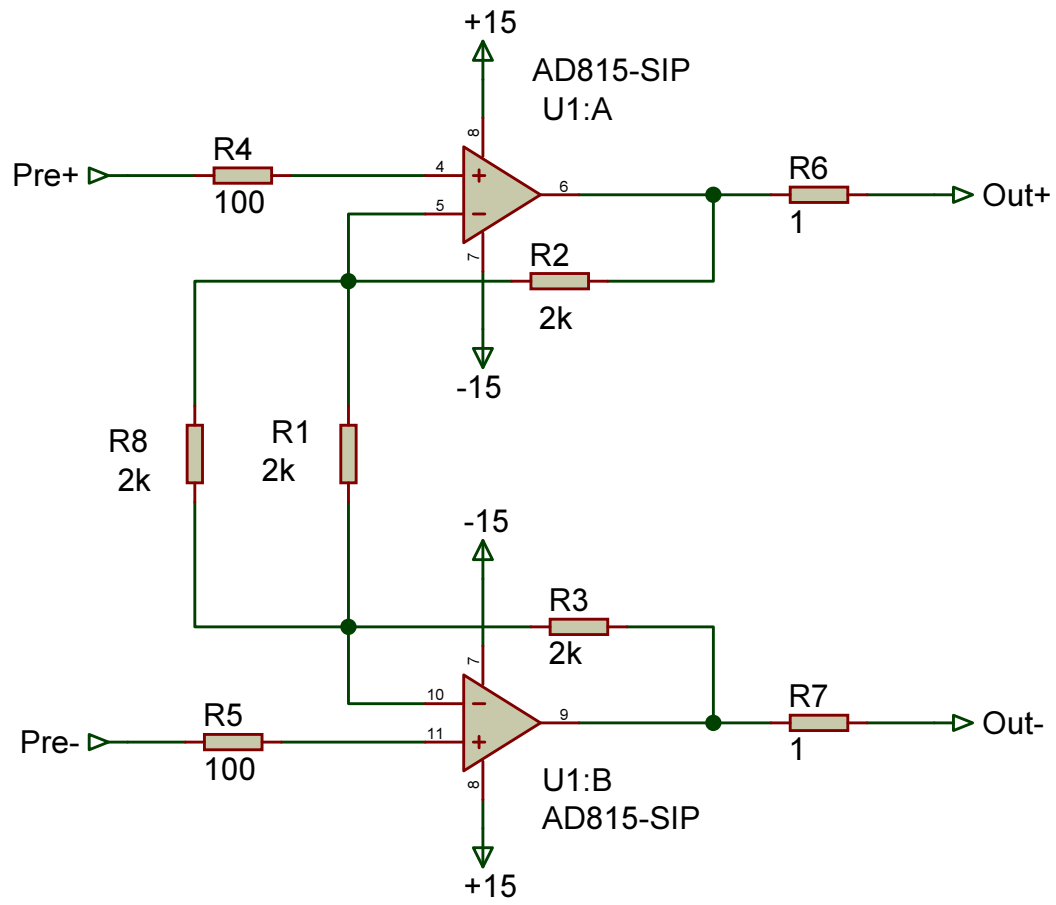 +15
AD815-SIP
U1:A
8
R4
Pre+
100
4
+
5
−
6
R6
1
Out+
7
R2
2k
-15
R8
2k
R1
2k
-15
R3
2k
7
10
−
11
+
9
R5
Pre-
100
R7
1
Out-
8
U1:B
AD815-SIP
+15